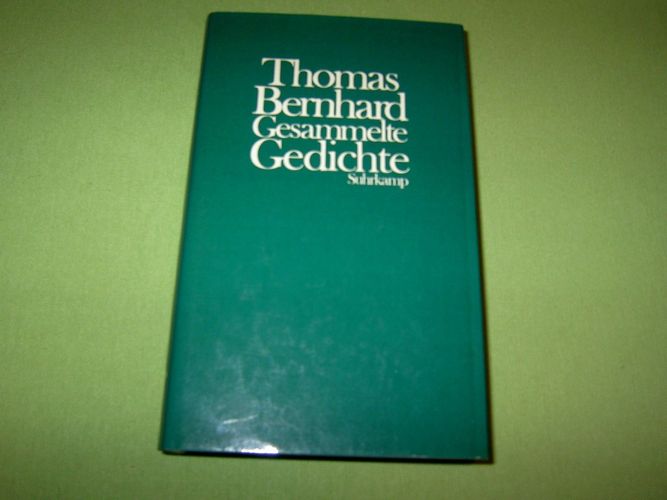 Thomas
Bernhard
Gesammelte
Gedichte
Suhrkamp